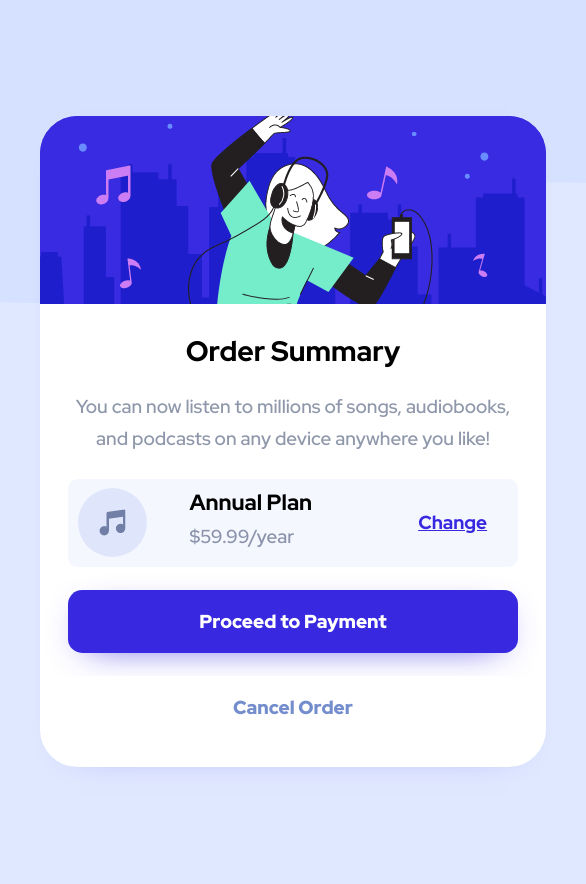 Order Summary
You can now listen to millions of songs, audiobooks,
and podcasts on any device anywhere you like!
Annual Plan
$59.99/year
Change
Proceed to Payment
Cancel Order